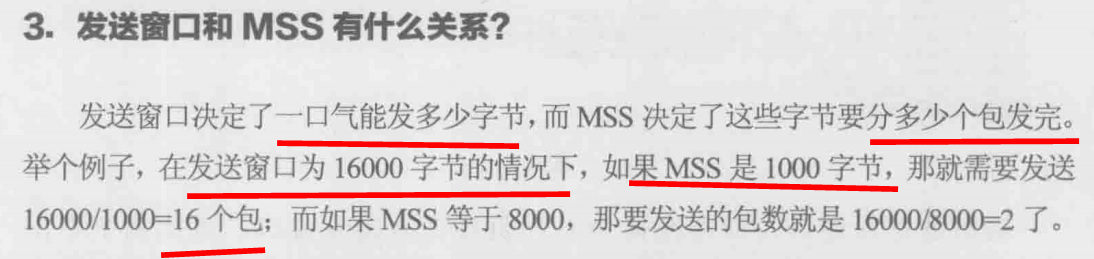 3. 发送窗口和 MSS 有什么关系?
发送窗口决定了一口气能发多少字节，而 MSS 决定了这些字节要分多少个包发完。
举个例子，在发送窗口为 16000 字节的情况下，如果 MSS 是 1000 字节，那就需要发送
16000/1000=16 个包；而如果 MSS 等于 8000，那要发送的包数就是 16000/8000=2 了。